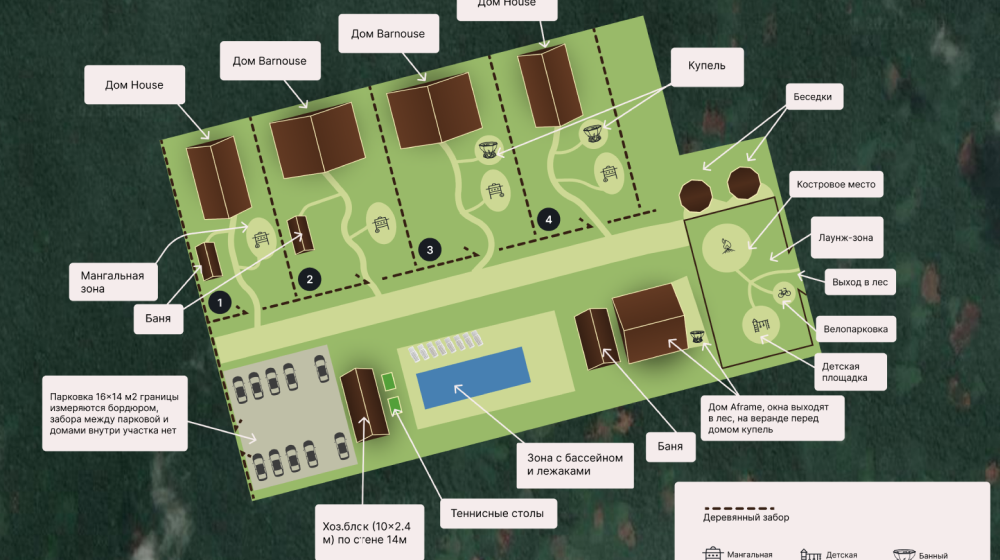 Дом House
Дом Barnouse
Дом Barnouse
Дом House
Купель
Беседки
Костровое место
Лаунж-зона
Выход в лес
Велопарковка
Детская
площадка
Мангальная
зона
Баня
1
2
3
4
Парковка 16×14 м2 границы
измеряются бордюром,
забора между парковой и
домами внутри участка нет
Дом Aframe, окна выходят
в лес, на веранде перед
домом купель
Баня
Зона с бассейном
и лежаками
Теннисные столы
Хоз.блск (10×2.4
м) по стене 14м
Деревянный забор
Мангальная
Детская
Банный